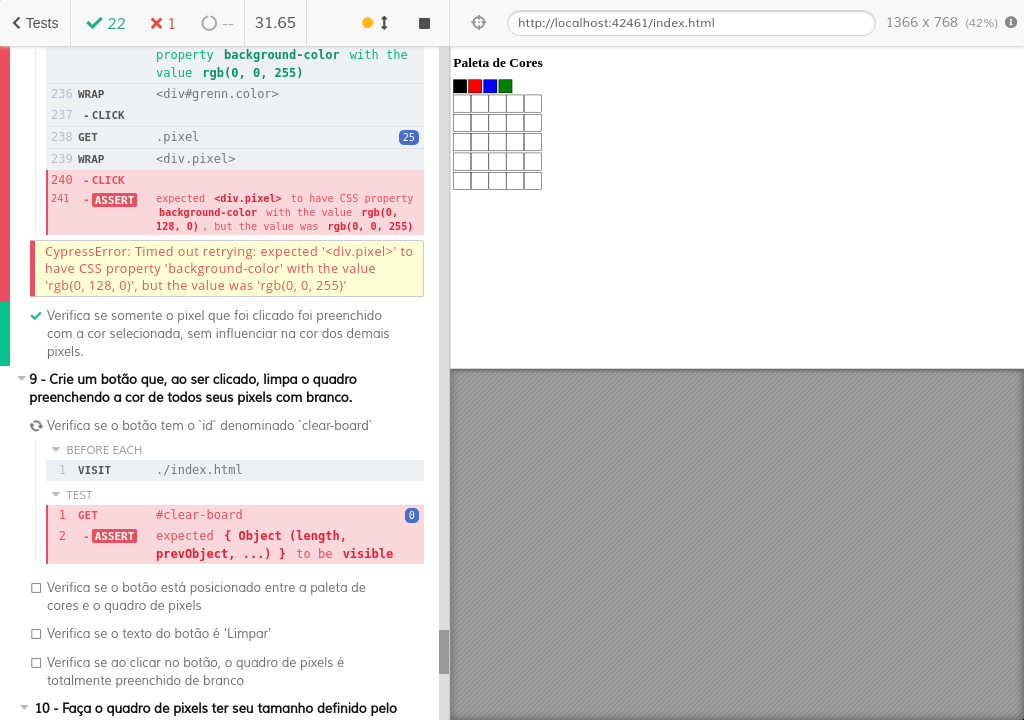 Tests
22
1
--
31.65
http://localhost:42461/index.html
1366 x 768 (42%)
property background-color with the
value rgb(0, 0, 255)
236 WRAP <div#grenn.color>
237 - CLICK
238 GET .pixel 25
239 WRAP <div.pixel>
240 - CLICK
241 - ASSERT expected <div.pixel> to have CSS property
background-color with the value rgb(0,
128, 0), but the value was rgb(0, 0, 255)
CypressError: Timed out retrying: expected '<div.pixel>' to
have CSS property 'background-color' with the value
'rgb(0, 128, 0)', but the value was 'rgb(0, 0, 255)'
Verifica se somente o pixel que foi clicado foi preenchido
com a cor selecionada, sem influenciar na cor dos demais
pixels.
9 - Crie um botão que, ao ser clicado, limpa o quadro
preenchendo a cor de todos seus pixels com branco.
Verifica se o botão tem o `id` denominado `clear-board`
BEFORE EACH
1 VISIT ./index.html
TEST
1 GET #clear-board 0
2 - ASSERT expected { Object (length,
prevObject, ...) } to be visible
Verifica se o botão está posicionado entre a paleta de
cores e o quadro de pixels
Verifica se o texto do botão é 'Limpar'
Verifica se ao clicar no botão, o quadro de pixels é
totalmente preenchido de branco
10 - Faça o quadro de pixels ter seu tamanho definido pelo
Paleta de Cores